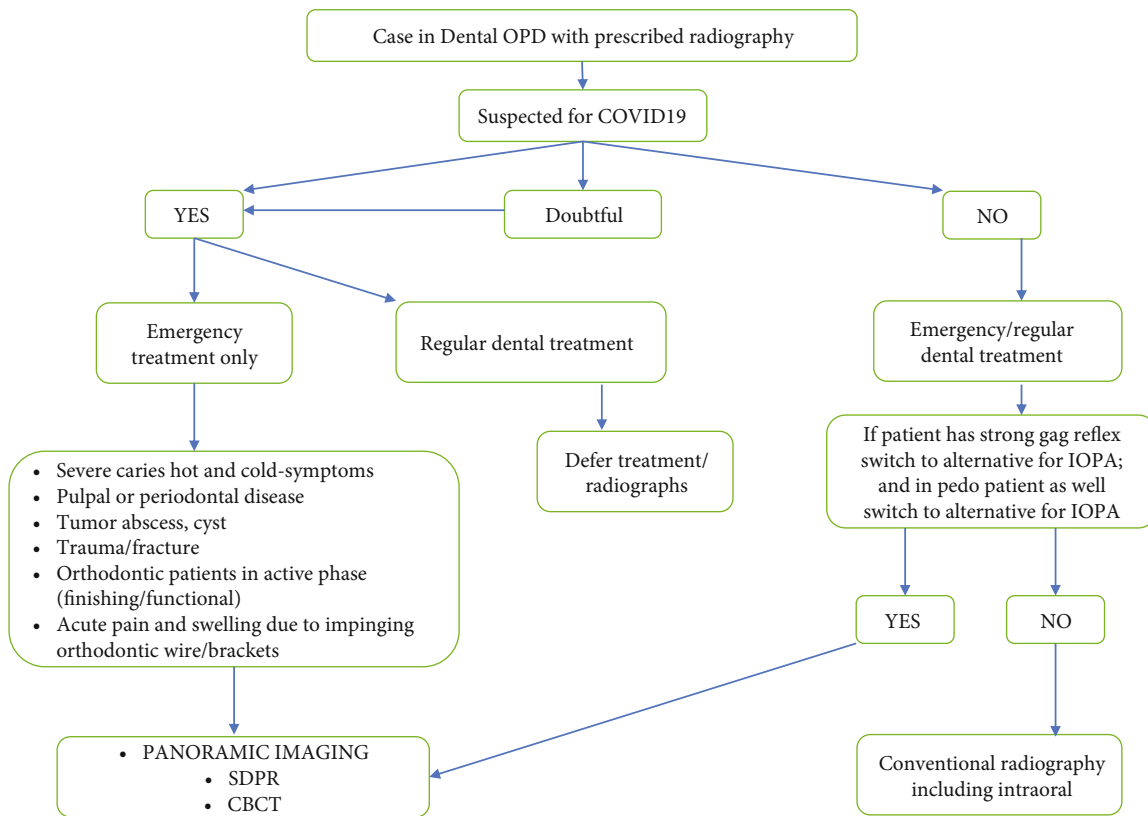 Case in Dental OPD with prescribed radiography
Suspected for COVID19
YES
Doubtful
NO
Emergency
treatment only
Regular dental treatment
Emergency/regular
dental treatment
• Severe caries hot and cold-symptoms
• Pulpal or periodontal disease
• Tumor abscess, cyst
• Trauma/fracture
• Orthodontic patients in active phase
(finishing/functional)
• Acute pain and swelling due to impinging
orthodontic wire/brackets
Defer treatment/
radiographs
If patient has strong gag reflex
switch to alternative for IOPA;
and in pedo patient as well
switch to alternative for IOPA
YES
NO
• PANORAMIC IMAGING
• SDPR
• CBCT
Conventional radiography
including intraoral